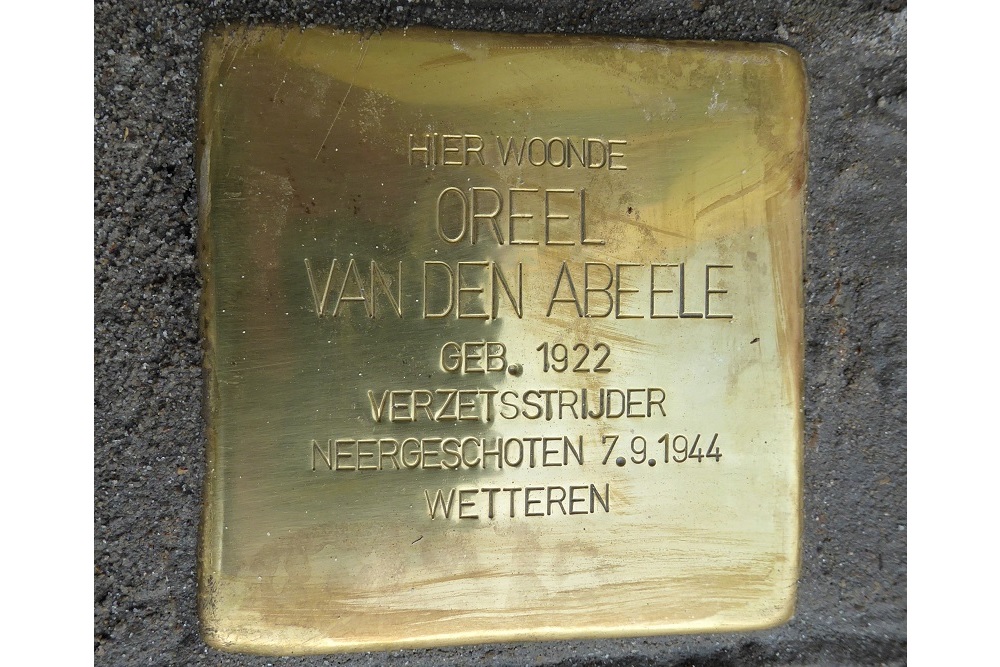 HIER WOONDE
OREEL
VAN DEN ABEELE
GEB. 1922
VERZETSSTRIJDER
NEERGESCHOTEN 7.9.1944
WETTEREN